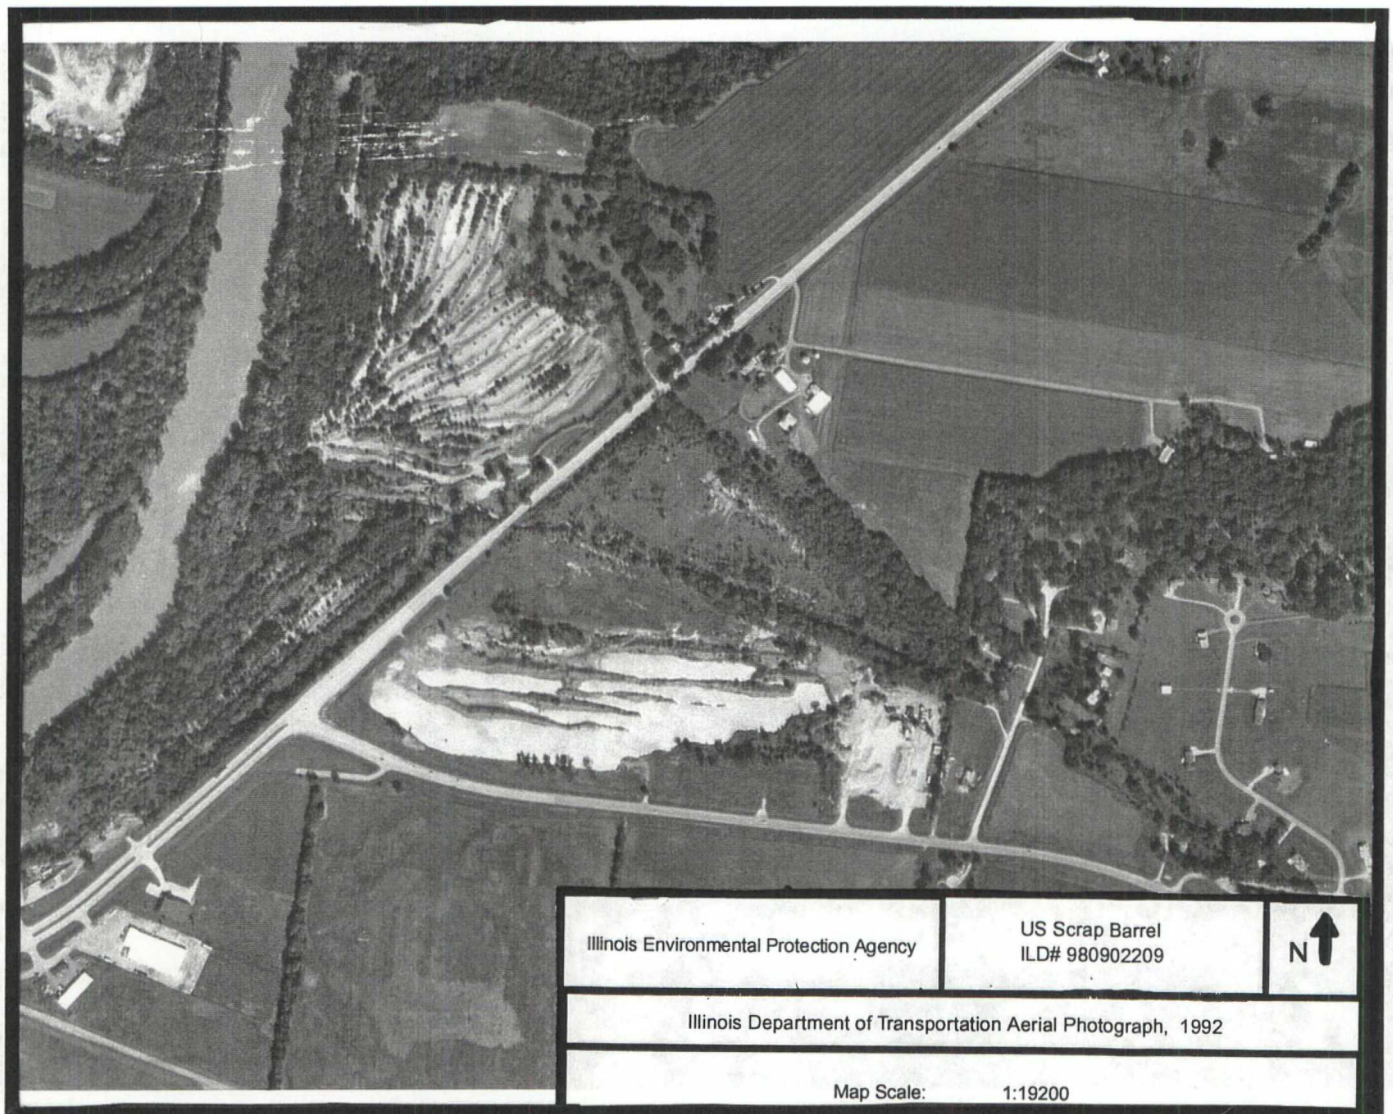 Illinois Environmental Protection Agency
US Scrap Barrel
ILD# 980902209
N
Illinois Department of Transportation Aerial Photograph, 1992
Map Scale: 1:19200